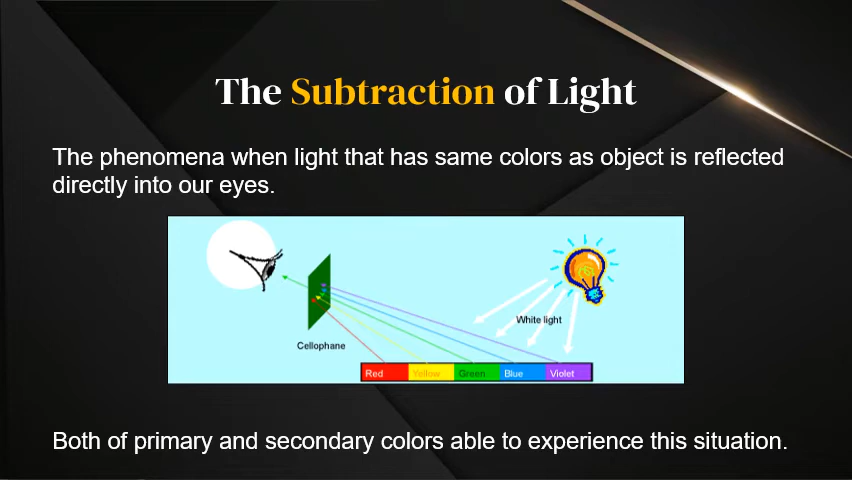 The Subtraction of Light
The phenomena when light that has same colors as object is reflected
directly into our eyes.
White light
Cellophane
Red Yellow Green Blue Violet
Both of primary and secondary colors able to experience this situation.